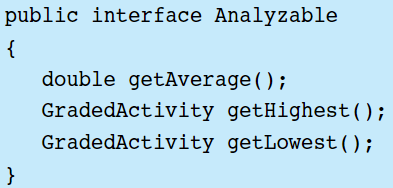 public interface Analyzable
{
   double getAverage();
   GradedActivity getHighest();
   GradedActivity getLowest();
}